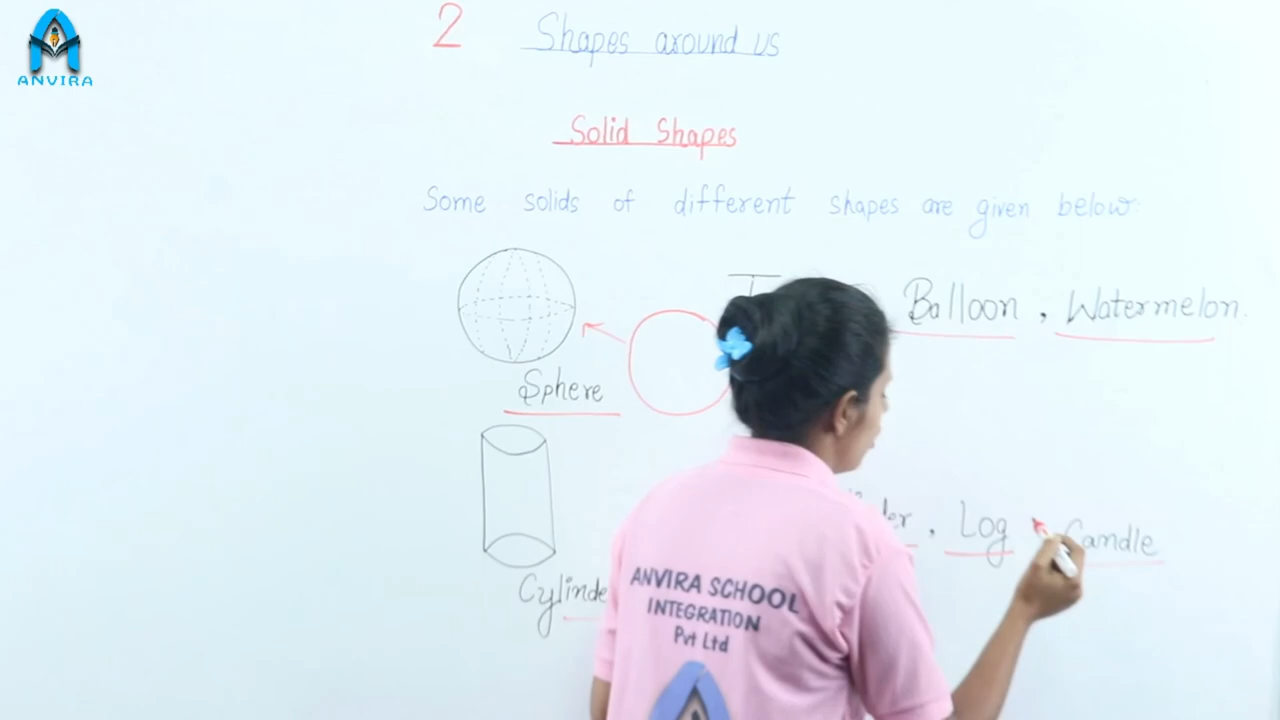 ANVIRA
2 Shapes around us
Solid Shapes
Some solids of different shapes are given below:
Balloon , Watermelon.
Sphere
, Log , Candle
Cylinde
ANVIRA SCHOOL
INTEGRATION
Pvt Ltd